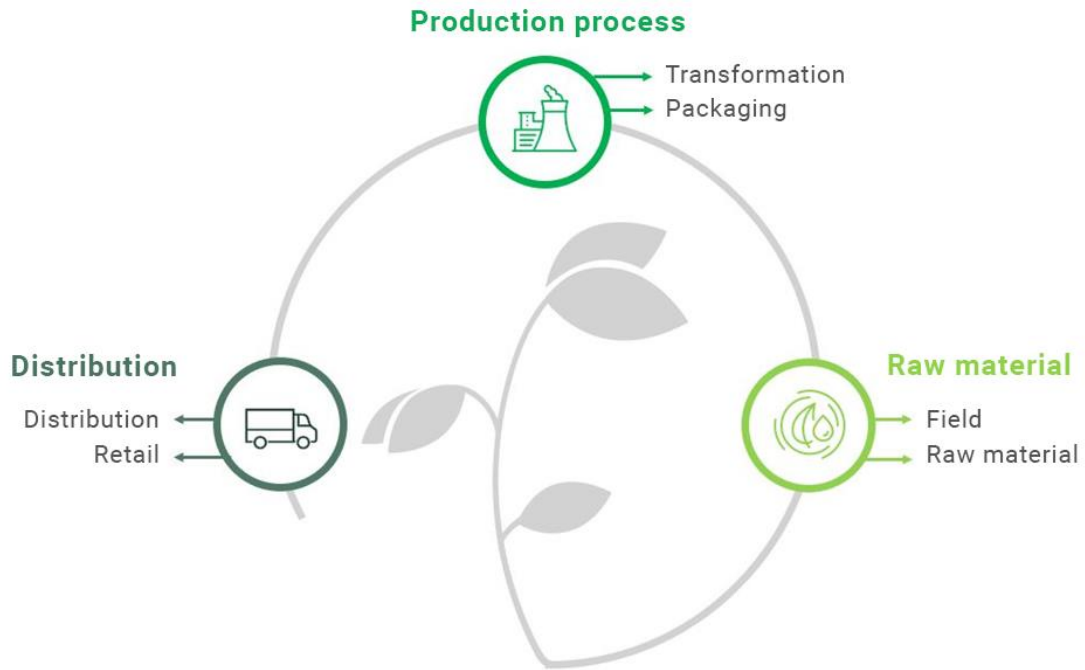 Production process
Transformation
Packaging
Distribution
Distribution
Retail
Raw material
Field
Raw material